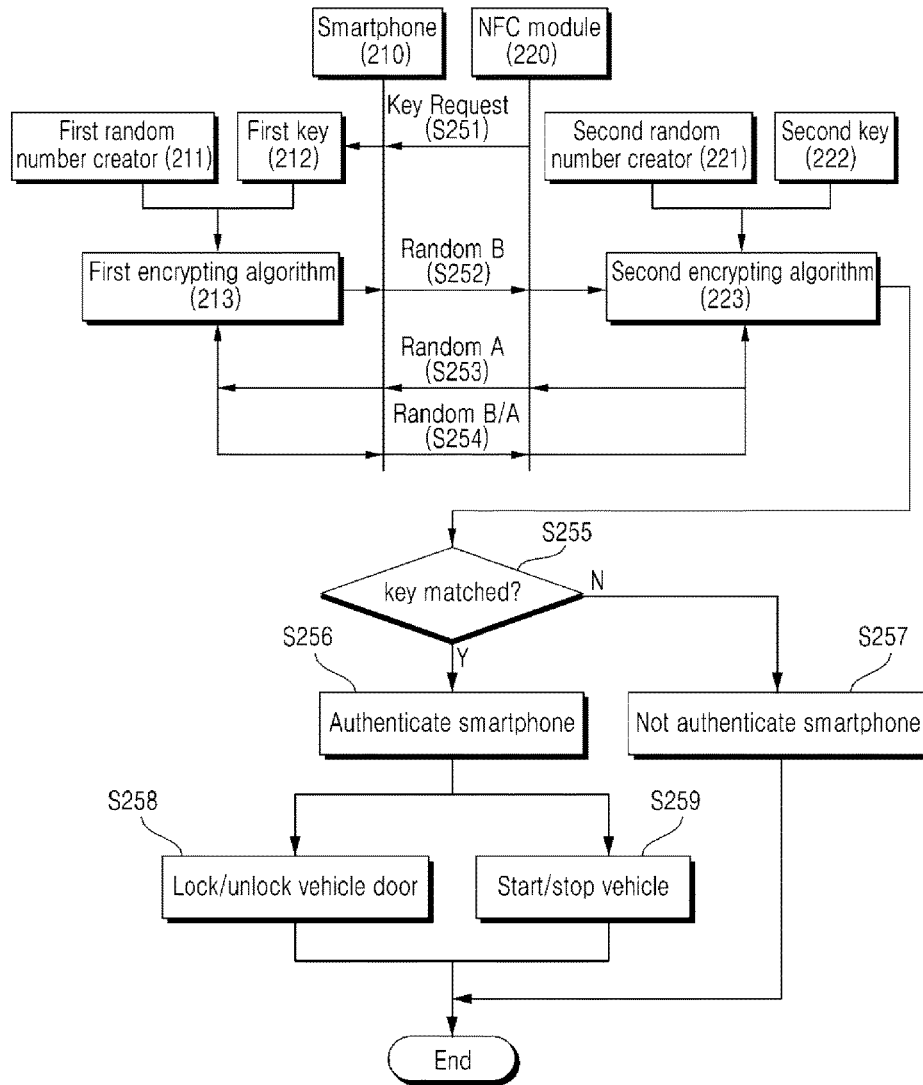 Smartphone
(210)
NFC module
(220)
Key Request
(S251)
First random
number creator (211)
First key
(212)
Second random
number creator (221)
Second key
(222)
First encrypting algorithm
(213)
Random B
(S252)
Second encrypting algorithm
(223)
Random A
(S253)
Random B/A
(S254)
S255
key matched?
N
S256
Y
S257
Authenticate smartphone
Not authenticate smartphone
S258
S259
Lock/unlock vehicle door
Start/stop vehicle
End